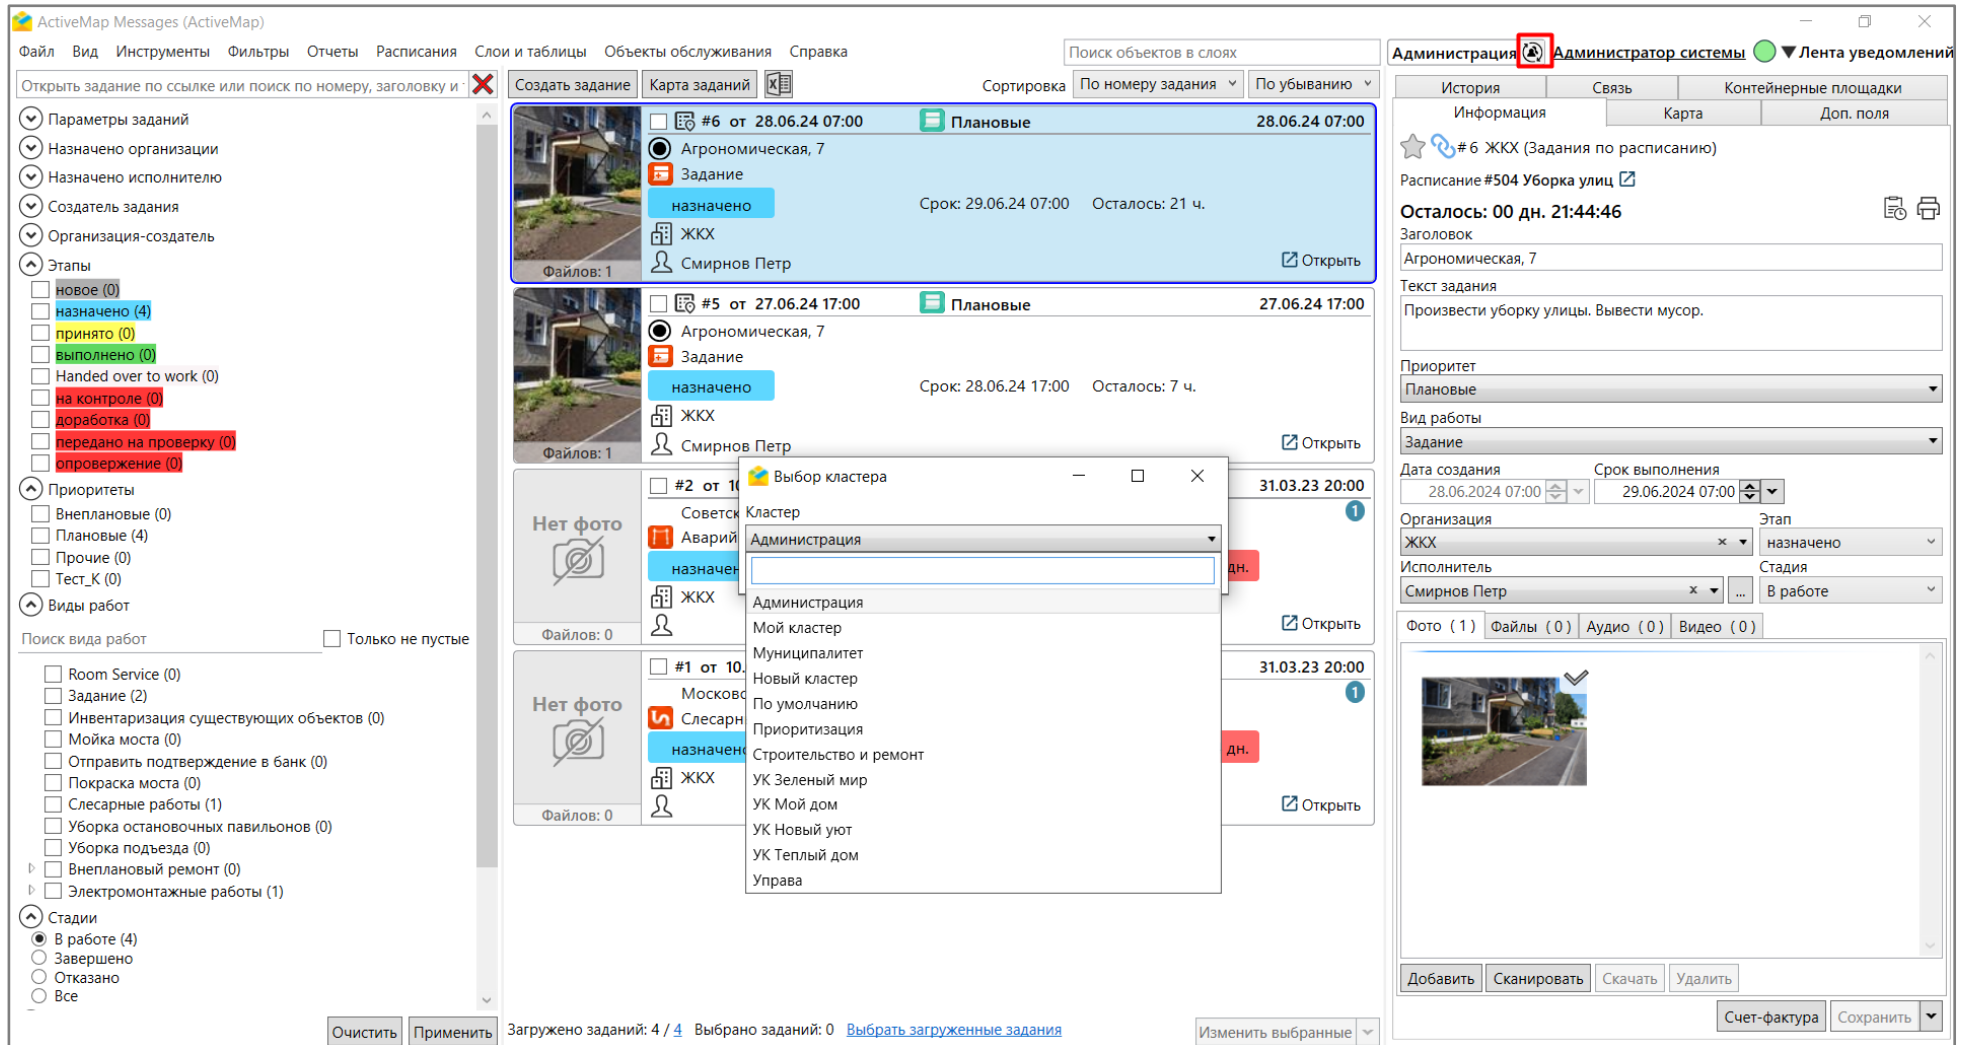 ActiveMap Messages (ActiveMap)
Файл Вид Инструменты Фильтры Отчеты Расписания Слои и таблицы Объекты обслуживания Справка
Поиск объектов в слоях
Администрация Администратор системы Лента уведомлений
Открыть задание по ссылке или поиск по номеру, заголовку и
Параметры заданий
Назначено организации
Назначено исполнителю
Создатель задания
Организация-создатель
Этапы
новое (0)
назначено (4)
принято (0)
выполнено (0)
Handed over to work (0)
на контроле (0)
доработка (0)
передано на проверку (0)
опровержение (0)
Приоритеты
Внеплановые (0)
Плановые (4)
Прочие (0)
Тест_К (0)
Виды работ
Поиск вида работ Только не пустые
Room Service (0)
Задание (2)
Инвентаризация существующих объектов (0)
Мойка моста (0)
Отправить подтверждение в банк (0)
Покраска моста (0)
Слесарные работы (1)
Уборка остановочных павильонов (0)
Уборка подъезда (0)
Внеплановый ремонт (0)
Электромонтажные работы (1)
Стадии
В работе (4)
Завершено
Отказано
Все
Очистить Применить
Создать задание Карта заданий Сортировка По номеру задания По убыванию
#6 от 28.06.24 07:00 Плановые 28.06.24 07:00
Агрономическая, 7
Задание
назначено Срок: 29.06.24 07:00 Осталось: 21 ч.
ЖКХ
Смирнов Петр Открыть
Файлов: 1
#5 от 27.06.24 17:00 Плановые 27.06.24 17:00
Агрономическая, 7
Задание
назначено Срок: 28.06.24 17:00 Осталось: 7 ч.
ЖКХ
Смирнов Петр Открыть
Файлов: 1
#2 от 10 31.03.23 20:00
Советск 1
Нет фото
Аварий
назначен дн.
ЖКХ
Открыть
Файлов: 0
#1 от 10. 31.03.23 20:00
Московс 1
Нет фото
Слесарн
назначено дн.
ЖКХ
Открыть
Файлов: 0
Выбор кластера
Кластер
Администрация
Администрация
Мой кластер
Муниципалитет
Новый кластер
По умолчанию
Приоритизация
Строительство и ремонт
УК Зеленый мир
УК Мой дом
УК Новый уют
УК Теплый дом
Управа
Загружено заданий: 4 / 4 Выбрано заданий: 0 Выбрать загруженные задания Изменить выбранные
История Связь Контейнерные площадки
Информация Карта Доп. поля
# 6 ЖКХ (Задания по расписанию)
Расписание #504 Уборка улиц
Осталось: 00 дн. 21:44:46
Заголовок
Агрономическая, 7
Текст задания
Произвести уборку улицы. Вывести мусор.
Приоритет
Плановые
Вид работы
Задание
Дата создания Срок выполнения
28.06.2024 07:00 29.06.2024 07:00
Организация Этап
ЖКХ назначено
Исполнитель Стадия
Смирнов Петр ... В работе
Фото (1) Файлы (0) Аудио (0) Видео (0)
Добавить Сканировать Скачать Удалить
Счет-фактура Сохранить